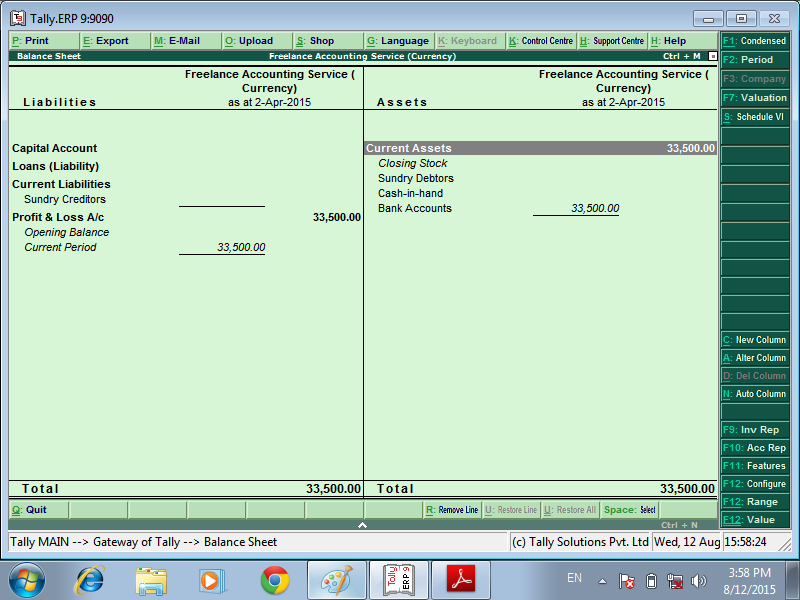 Tally.ERP 9:9090
P: Print E: Export M: E-Mail O: Upload S: Shop G: Language K: Keyboard K: Control Centre H: Support Centre H: Help
F1: Condensed
Balance Sheet Freelance Accounting Service (Currency) Ctrl + M
F2: Period
F3: Company
F7: Valuation
S: Schedule VI
Freelance Accounting Service (
Currency)
Liabilities as at 2-Apr-2015
Freelance Accounting Service (
Currency)
Assets as at 2-Apr-2015
Capital Account
Loans (Liability)
Current Liabilities
Sundry Creditors
Profit & Loss A/c 33,500.00
Opening Balance
Current Period 33,500.00
Current Assets 33,500.00
Closing Stock
Sundry Debtors
Cash-in-hand
Bank Accounts 33,500.00
C: New Column
A: Alter Column
D: Del Column
N: Auto Column
F9: Inv Rep
F10: Acc Rep
F11: Features
F12: Configure
F12: Range
F12: Value
Total 33,500.00 Total 33,500.00
Q: Quit R: Remove Line U: Restore Line U: Restore All Space: Select
Ctrl + N
Tally MAIN --> Gateway of Tally --> Balance Sheet (c) Tally Solutions Pvt. Ltd Wed, 12 Aug 15:58:24
Tally
ERP 9
EN
3:58 PM
8/12/2015